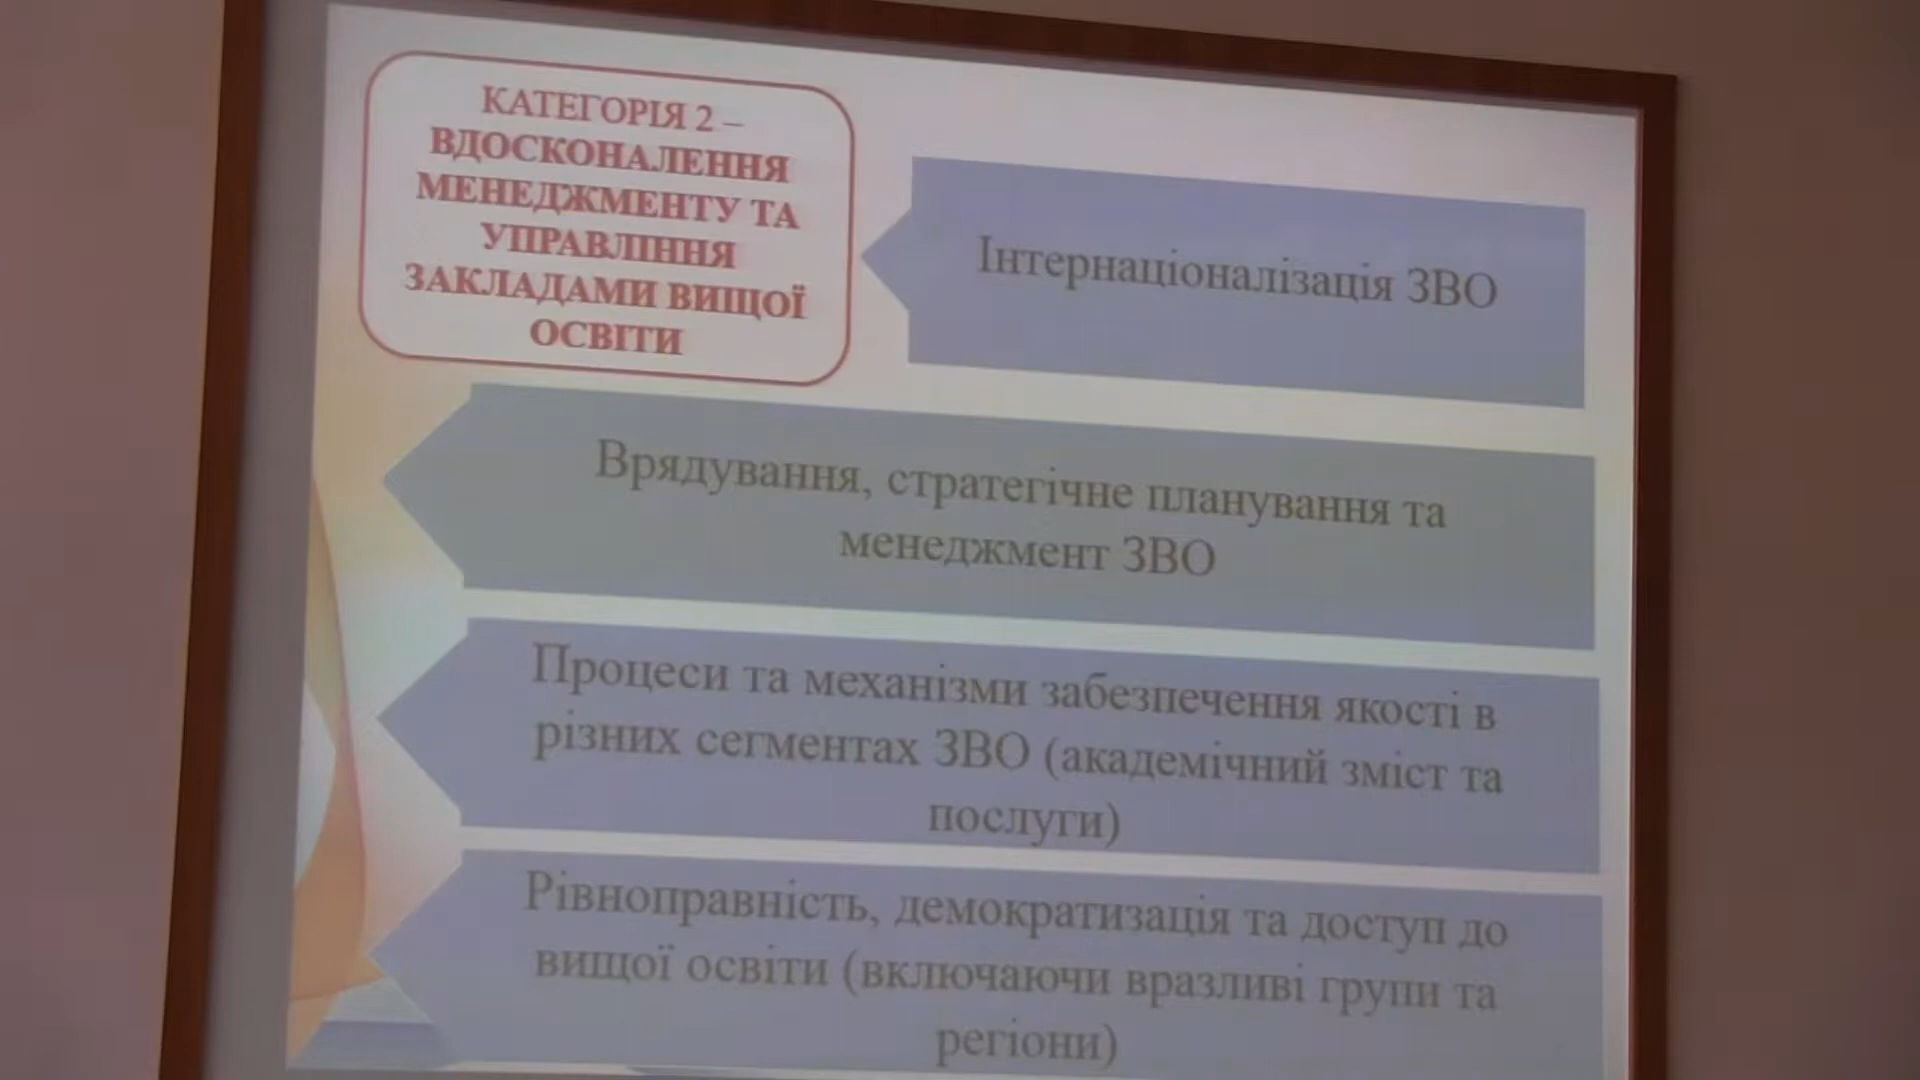 КАТЕГОРІЯ 2 –
ВДОСКОНАЛЕННЯ
МЕНЕДЖМЕНТУ ТА
УПРАВЛІННЯ
ЗАКЛАДАМИ ВИЩОЇ
ОСВІТИ
Інтернаціоналізація ЗВО
Врядування, стратегічне планування та
менеджмент ЗВО
Процеси та механізми забезпечення якості в
різних сегментах ЗВО (академічний зміст та
послуги)
Рівноправність, демократизація та доступ до
вищої освіти (включаючи вразливі групи та
регіони)